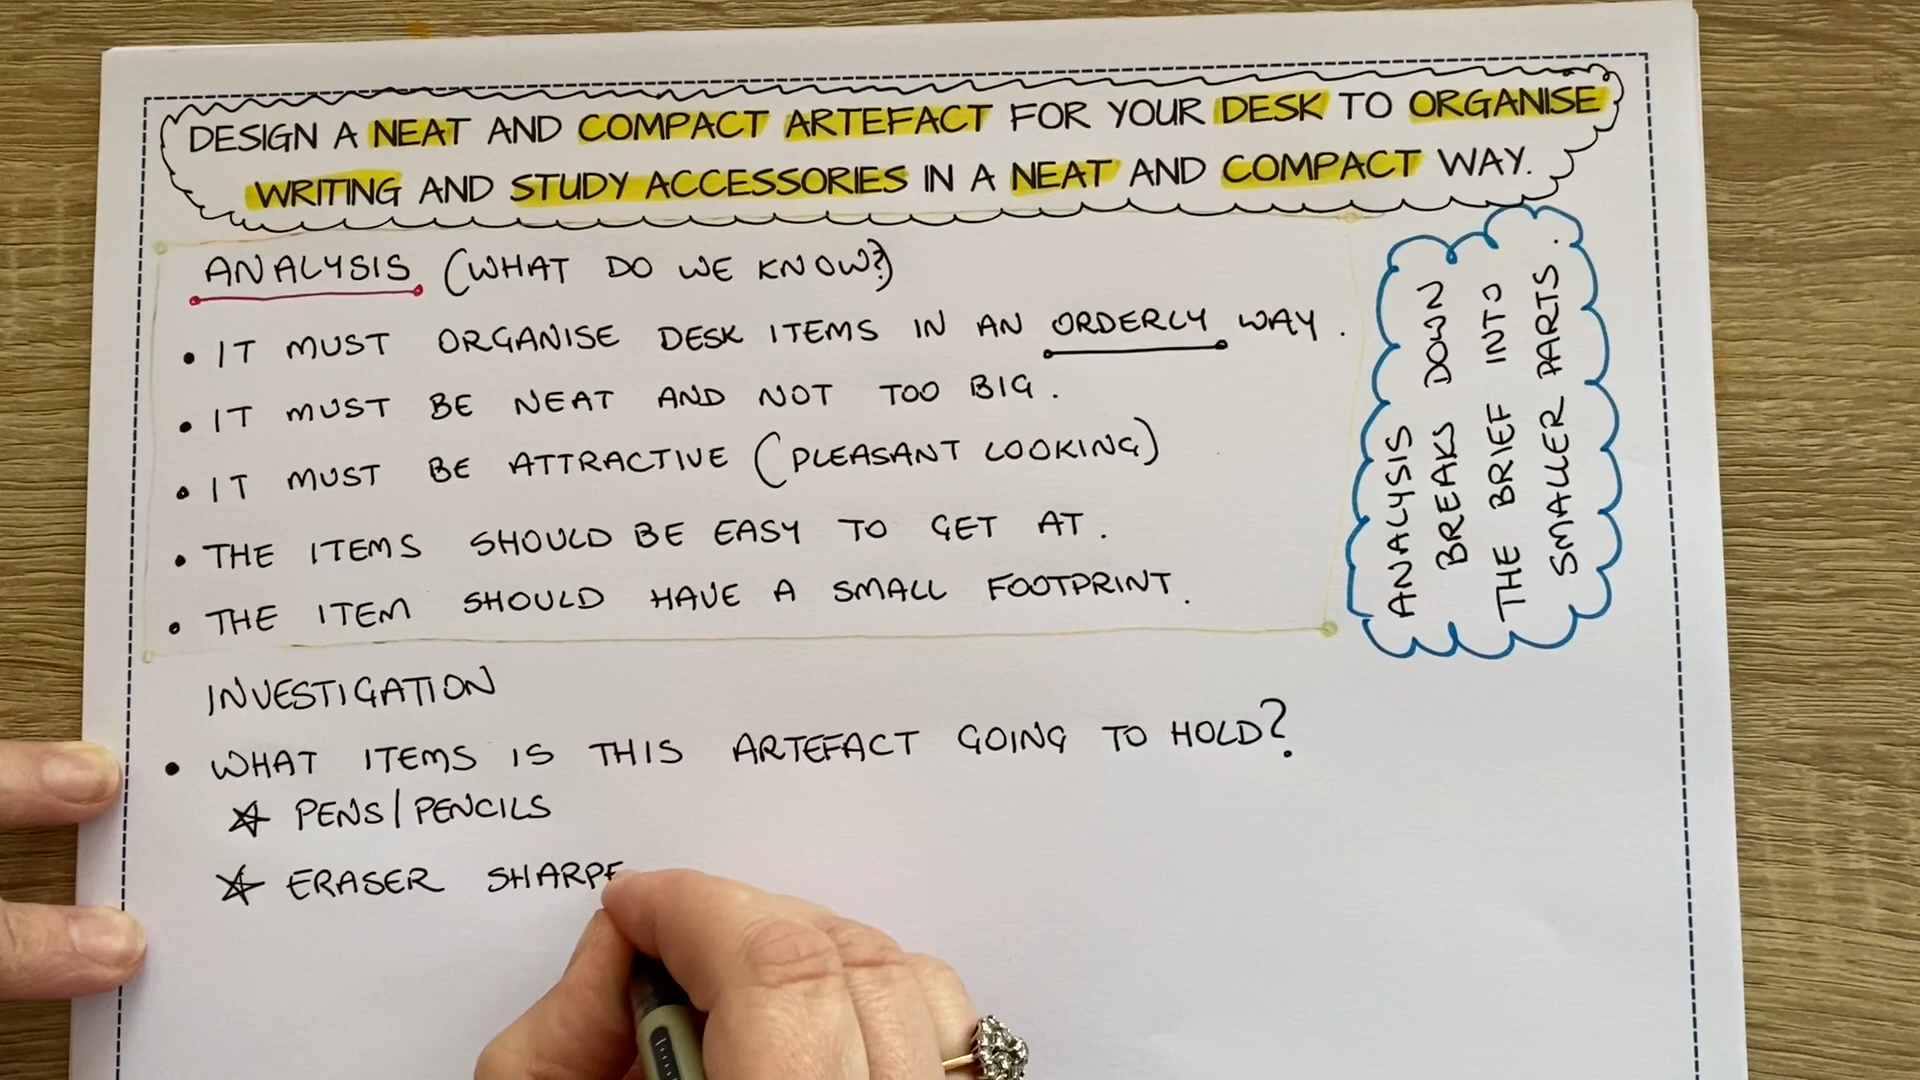 DESIGN A NEAT AND COMPACT ARTEFACT FOR YOUR DESK TO ORGANISE
WRITING AND STUDY ACCESSORIES IN A NEAT AND COMPACT WAY.
ANALYSIS (WHAT DO WE KNOW?)
• IT MUST ORGANISE DESK ITEMS IN AN ORDERLY WAY.
• IT MUST BE NEAT AND NOT TOO BIG.
• IT MUST BE ATTRACTIVE (PLEASANT LOOKING)
• THE ITEMS SHOULD BE EASY TO GET AT.
• THE ITEM SHOULD HAVE A SMALL FOOTPRINT.
ANALYSIS
BREAKS DOWN
THE BRIEF INTO
SMALLER PARTS.
INVESTIGATION
• WHAT ITEMS IS THIS ARTEFACT GOING TO HOLD?
☆ PENS/PENCILS
☆ ERASER SHARPE